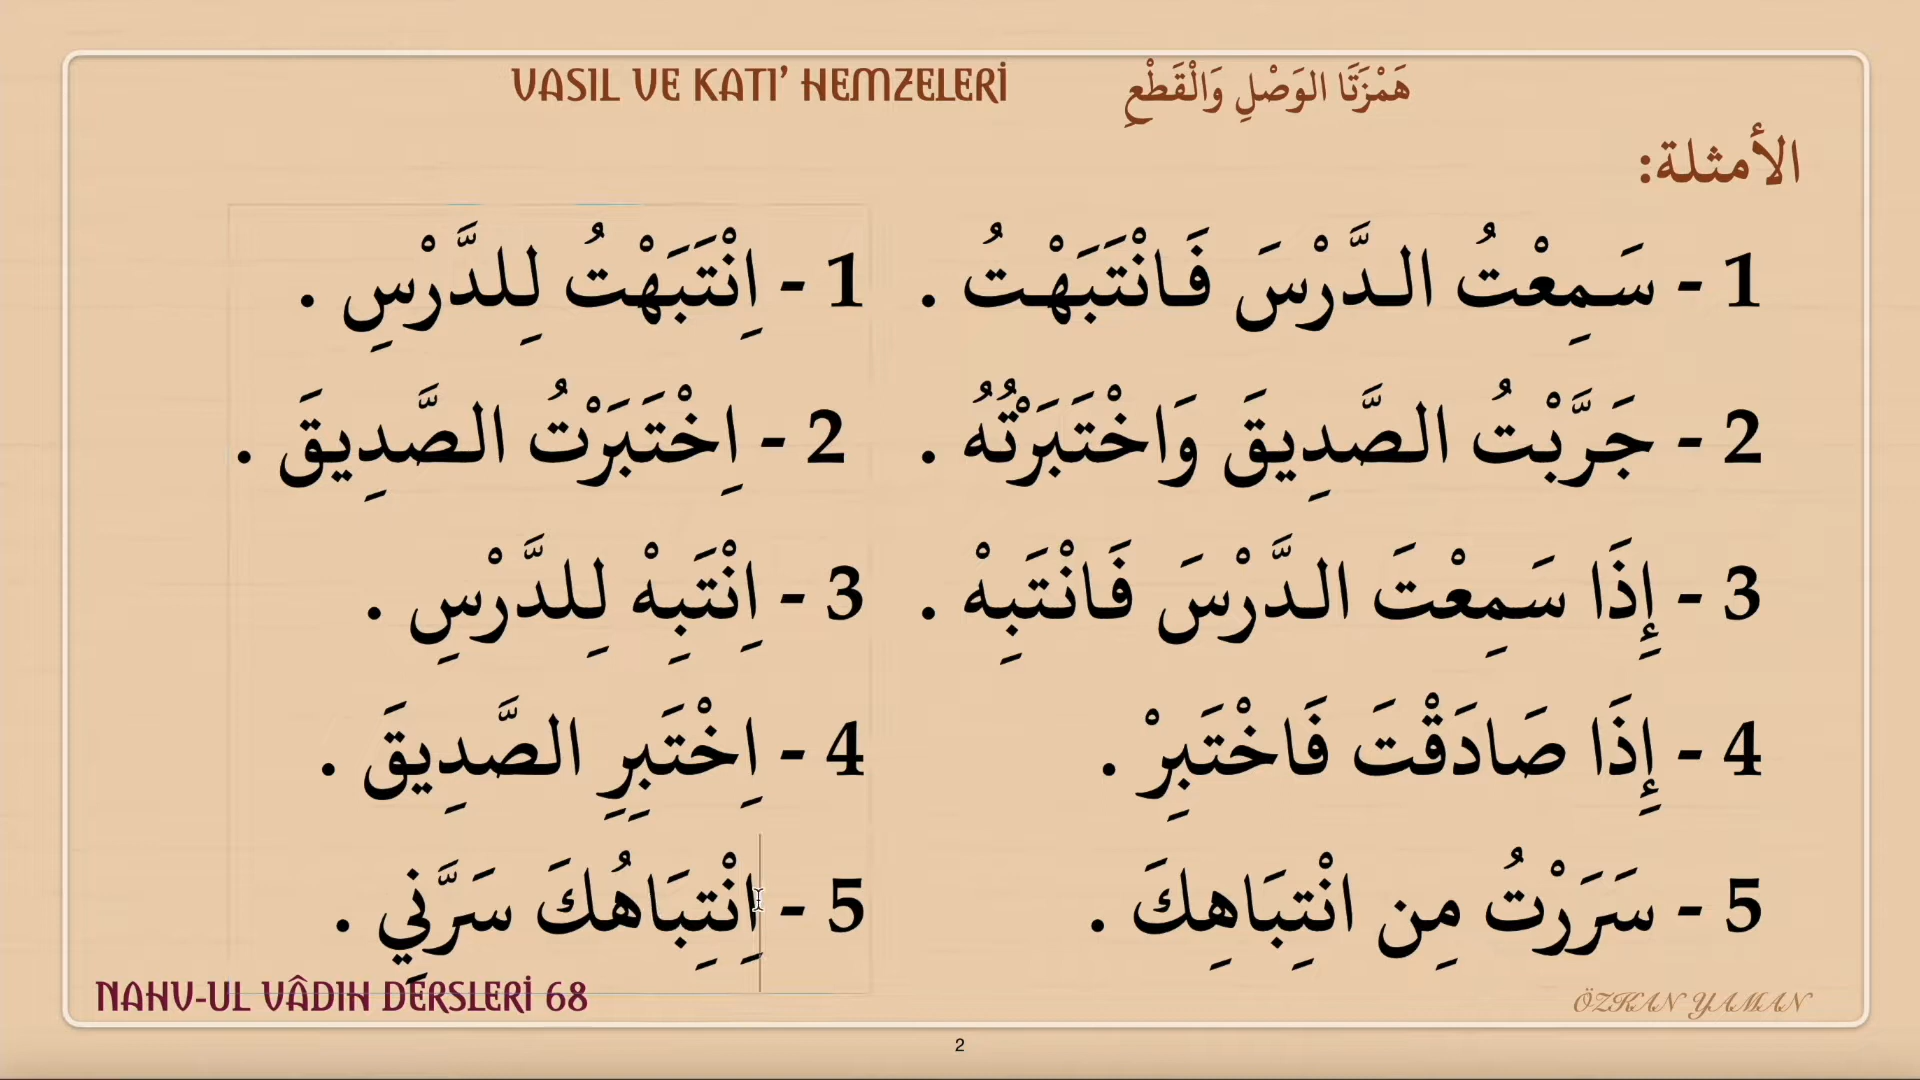 VASIL VE KATI’ HEMZELERİ هَمْزَتَا الوَصْلِ وَالْقَطْعِ
الأمثلة:
1 - سَمِعْتُ الدَّرْسَ فَانْتَبَهْتُ . 1 - اِنْتَبَهْتُ لِلدَّرْسِ .
2 - جَرَّبْتُ الصَّدِيقَ وَاخْتَبَرْتُهُ . 2 - اِخْتَبَرْتُ الصَّدِيقَ .
3 - إِذَا سَمِعْتَ الدَّرْسَ فَانْتَبِهْ . 3 - اِنْتَبِهْ لِلدَّرْسِ .
4 - إِذَا صَادَقْتَ فَاخْتَبِرْ . 4 - اِخْتَبِرِ الصَّدِيقَ .
5 - سَرَرْتُ مِن انْتِبَاهِكَ . 5 - اِنْتِبَاهُكَ سَرَّنِي .
NAHV-UL VÂDIH DERSLERİ 68 ÖZKAN YAMAN
2